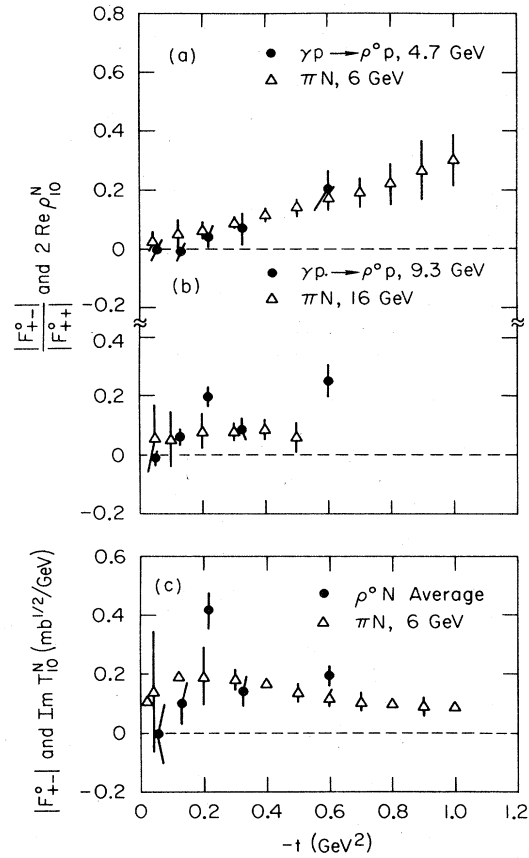 0.8
(a)
● γp → ρ°p, 4.7 GeV
△ πN, 6 GeV
0.6
0.4
0.2
0
-0.2
|F°+-| / |F°++| and 2 Re ρ^N_10
(b)
● γp → ρ°p, 9.3 GeV
△ πN, 16 GeV
0.4
0.2
0
-0.2
0.6
(c)
● ρ°N Average
△ πN, 6 GeV
0.4
0.2
0
-0.2
|F°+-| and Im T^N_10 (mb^1/2/GeV)
0 0.2 0.4 0.6 0.8 1.0 1.2
-t (GeV²)